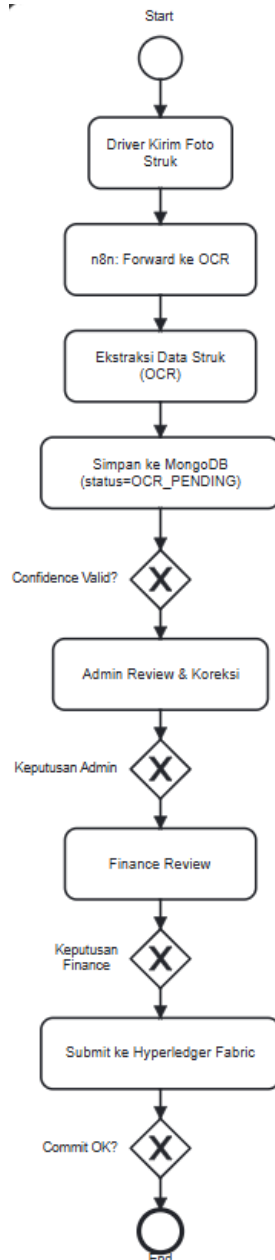 Start
Driver Kirim Foto
Struk
n8n: Forward ke OCR
Ekstraksi Data Struk
(OCR)
Simpan ke MongoDB
(status=OCR_PENDING)
Confidence Valid?
Admin Review & Koreksi
Keputusan Admin
Finance Review
Keputusan
Finance
Submit ke Hyperledger Fabric
Commit OK?
End